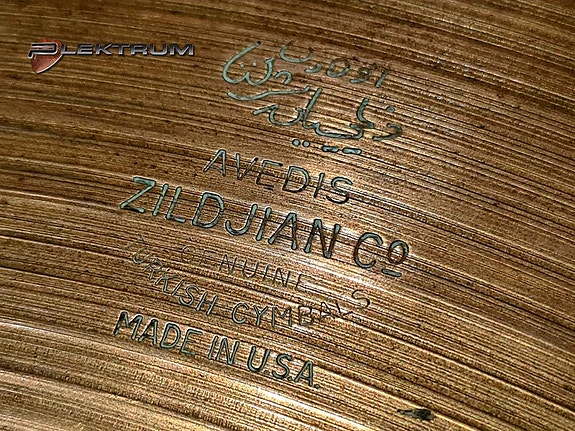 PLEKTRUM
AVEDIS
ZILDJIAN Co
GENUINE
TURKISH CYMBALS
MADE IN U.S.A.